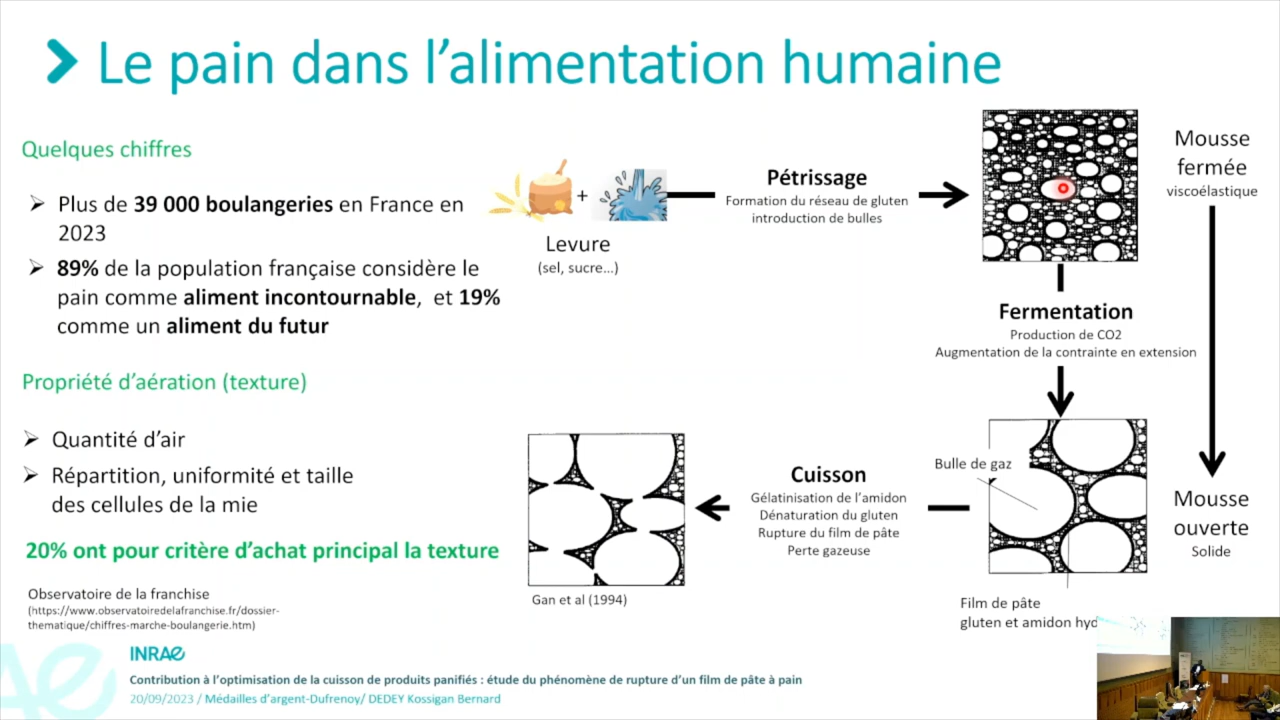 Le pain dans l'alimentation humaine
Quelques chiffres
Plus de 39 000 boulangeries en France en
2023
89% de la population française considère le
pain comme aliment incontournable, et 19%
comme un aliment du futur
Propriété d'aération (texture)
Quantité d'air
Répartition, uniformité et taille
des cellules de la mie
20% ont pour critère d'achat principal la texture
Observatoire de la franchise
(https://www.observatoiredelafranchise.fr/dossier-
thematique/chiffres-marche-boulangerie.htm)
+
Levure
(sel, sucre...)
Pétrissage
Formation du réseau de gluten
introduction de bulles
Mousse
fermée
viscoélastique
Fermentation
Production de CO2
Augmentation de la contrainte en extension
Bulle de gaz
Mousse
ouverte
Solide
Film de pâte
gluten et amidon hyd
Cuisson
Gélatinisation de l'amidon
Dénaturation du gluten
Rupture du film de pâte
Perte gazeuse
Gan et al (1994)
INRAE
Contribution à l'optimisation de la cuisson de produits panifiés : étude du phénomène de rupture d'un film de pâte à pain
20/09/2023 / Médailles d'argent-Dufrenoy/ DEDEY Kossigan Bernard